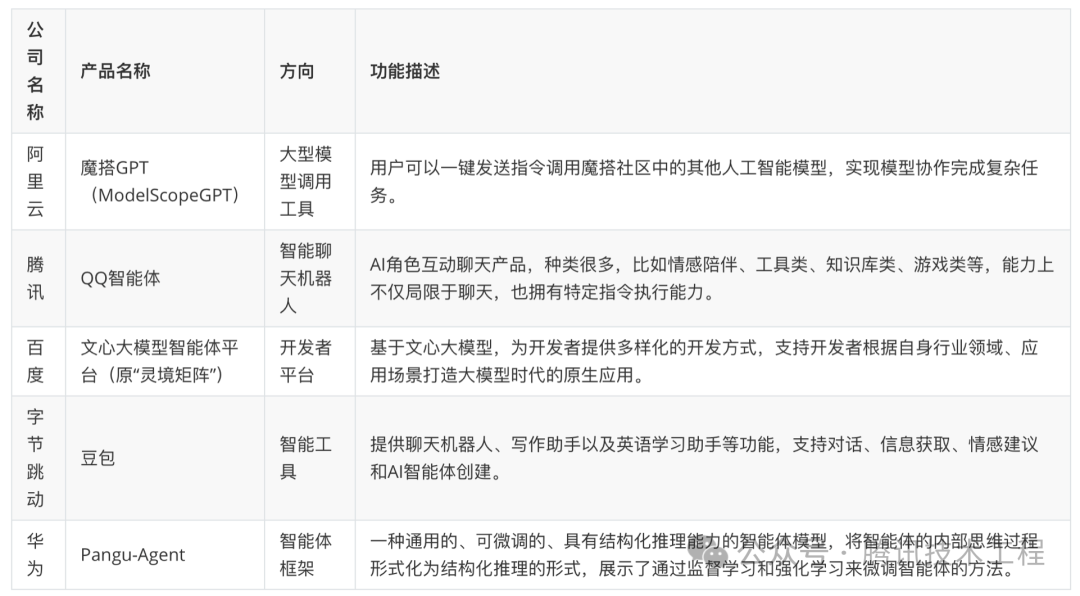 公
司
名
称
产品名称
方向
功能描述
阿
里
云
魔搭GPT
（ModelScopeGPT）
大型模
型调用
工具
用户可以一键发送指令调用魔搭社区中的其他人工智能模型，实现模型协作完成复杂任
务。
腾
讯
QQ智能体
智能聊
天机器
人
AI角色互动聊天产品，种类很多，比如情感陪伴、工具类、知识库类、游戏类等，能力上
不仅局限于聊天，也拥有特定指令执行能力。
百
度
文心大模型智能体平
台（原“灵境矩阵”）
开发者
平台
基于文心大模型，为开发者提供多样化的开发方式，支持开发者根据自身行业领域、应
用场景打造大模型时代的原生应用。
字
节
跳
动
豆包
智能工
具
提供聊天机器人、写作助手以及英语学习助手等功能，支持对话、信息获取、情感建议
和AI智能体创建。
华
为
Pangu-Agent
智能体
框架
一种通用的、可微调的、具有结构化推理能力的智能体模型，将智能体的内部思维过程
形式化为结构化推理的形式，展示了通过监督学习和强化学习来微调智能体的方法。
公众号 · 腾讯技术工程